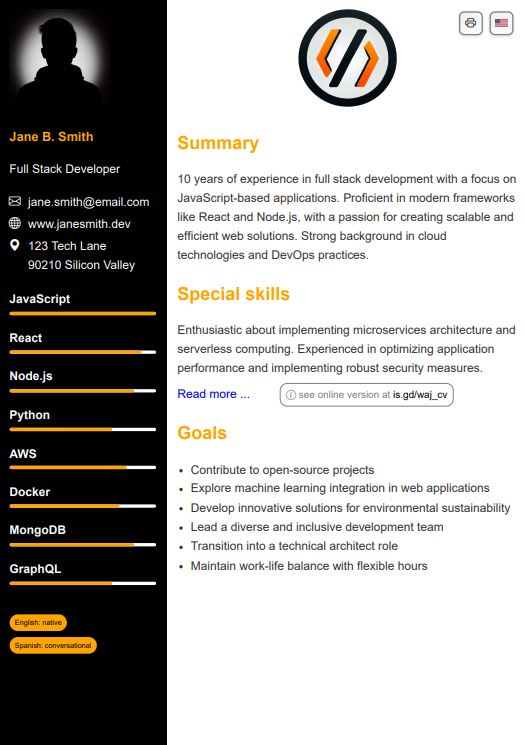 Jane B. Smith
Full Stack Developer
jane.smith@email.com
www.janesmith.dev
123 Tech Lane
90210 Silicon Valley
JavaScript
React
Node.js
Python
AWS
Docker
MongoDB
GraphQL
English: native
Spanish: conversational
Summary
10 years of experience in full stack development with a focus on
JavaScript-based applications. Proficient in modern frameworks
like React and Node.js, with a passion for creating scalable and
efficient web solutions. Strong background in cloud
technologies and DevOps practices.
Special skills
Enthusiastic about implementing microservices architecture and
serverless computing. Experienced in optimizing application
performance and implementing robust security measures.
Read more ...
see online version at is.gd/waj_cv
Goals
• Contribute to open-source projects
• Explore machine learning integration in web applications
• Develop innovative solutions for environmental sustainability
• Lead a diverse and inclusive development team
• Transition into a technical architect role
• Maintain work-life balance with flexible hours